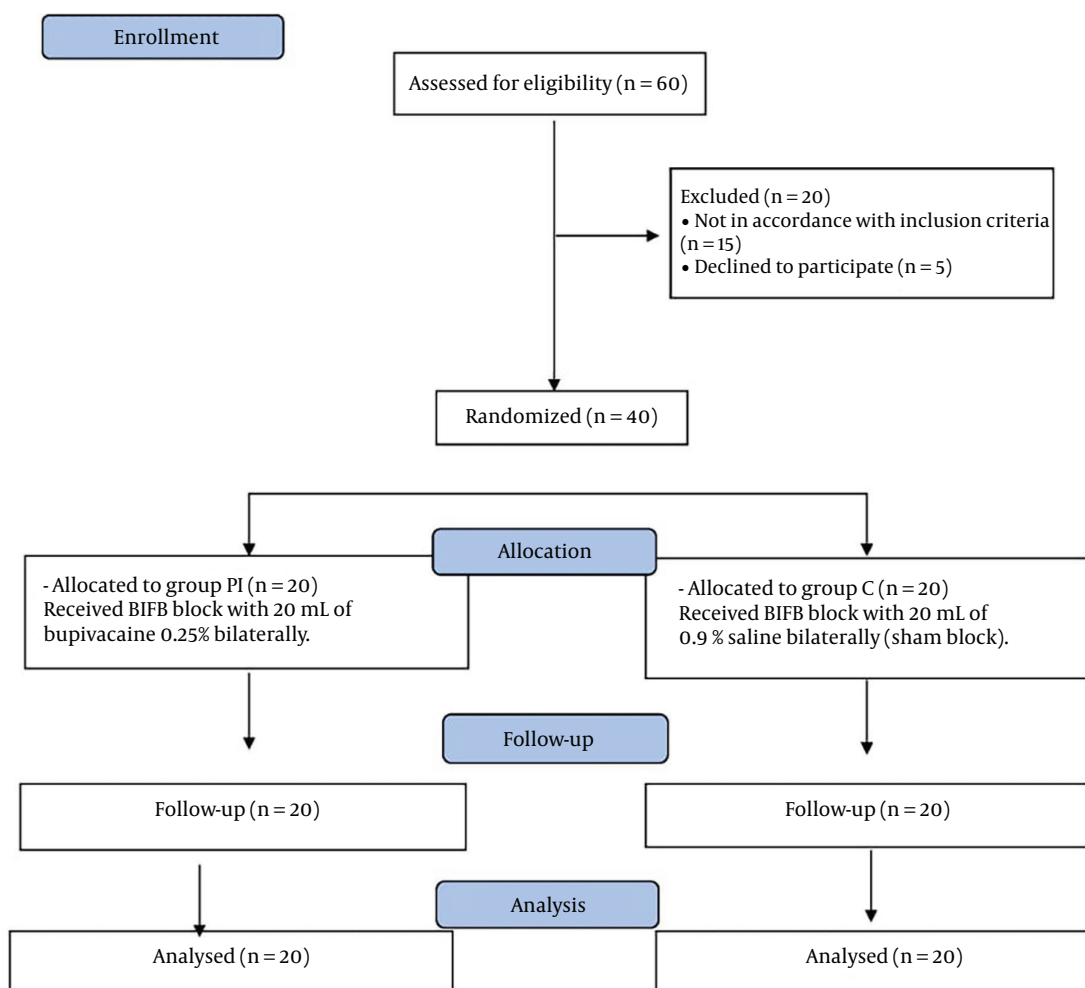 Enrollment
Assessed for eligibility (n = 60)
Excluded (n = 20)
• Not in accordance with inclusion criteria
(n = 15)
• Declined to participate (n = 5)
Randomized (n = 40)
Allocation
- Allocated to group PI (n = 20)
Received BIFB block with 20 mL of
bupivacaine 0.25% bilaterally.
- Allocated to group C (n = 20)
Received BIFB block with 20 mL of
0.9 % saline bilaterally (sham block).
Follow-up
Follow-up (n = 20)
Follow-up (n = 20)
Analysis
Analysed (n = 20)
Analysed (n = 20)